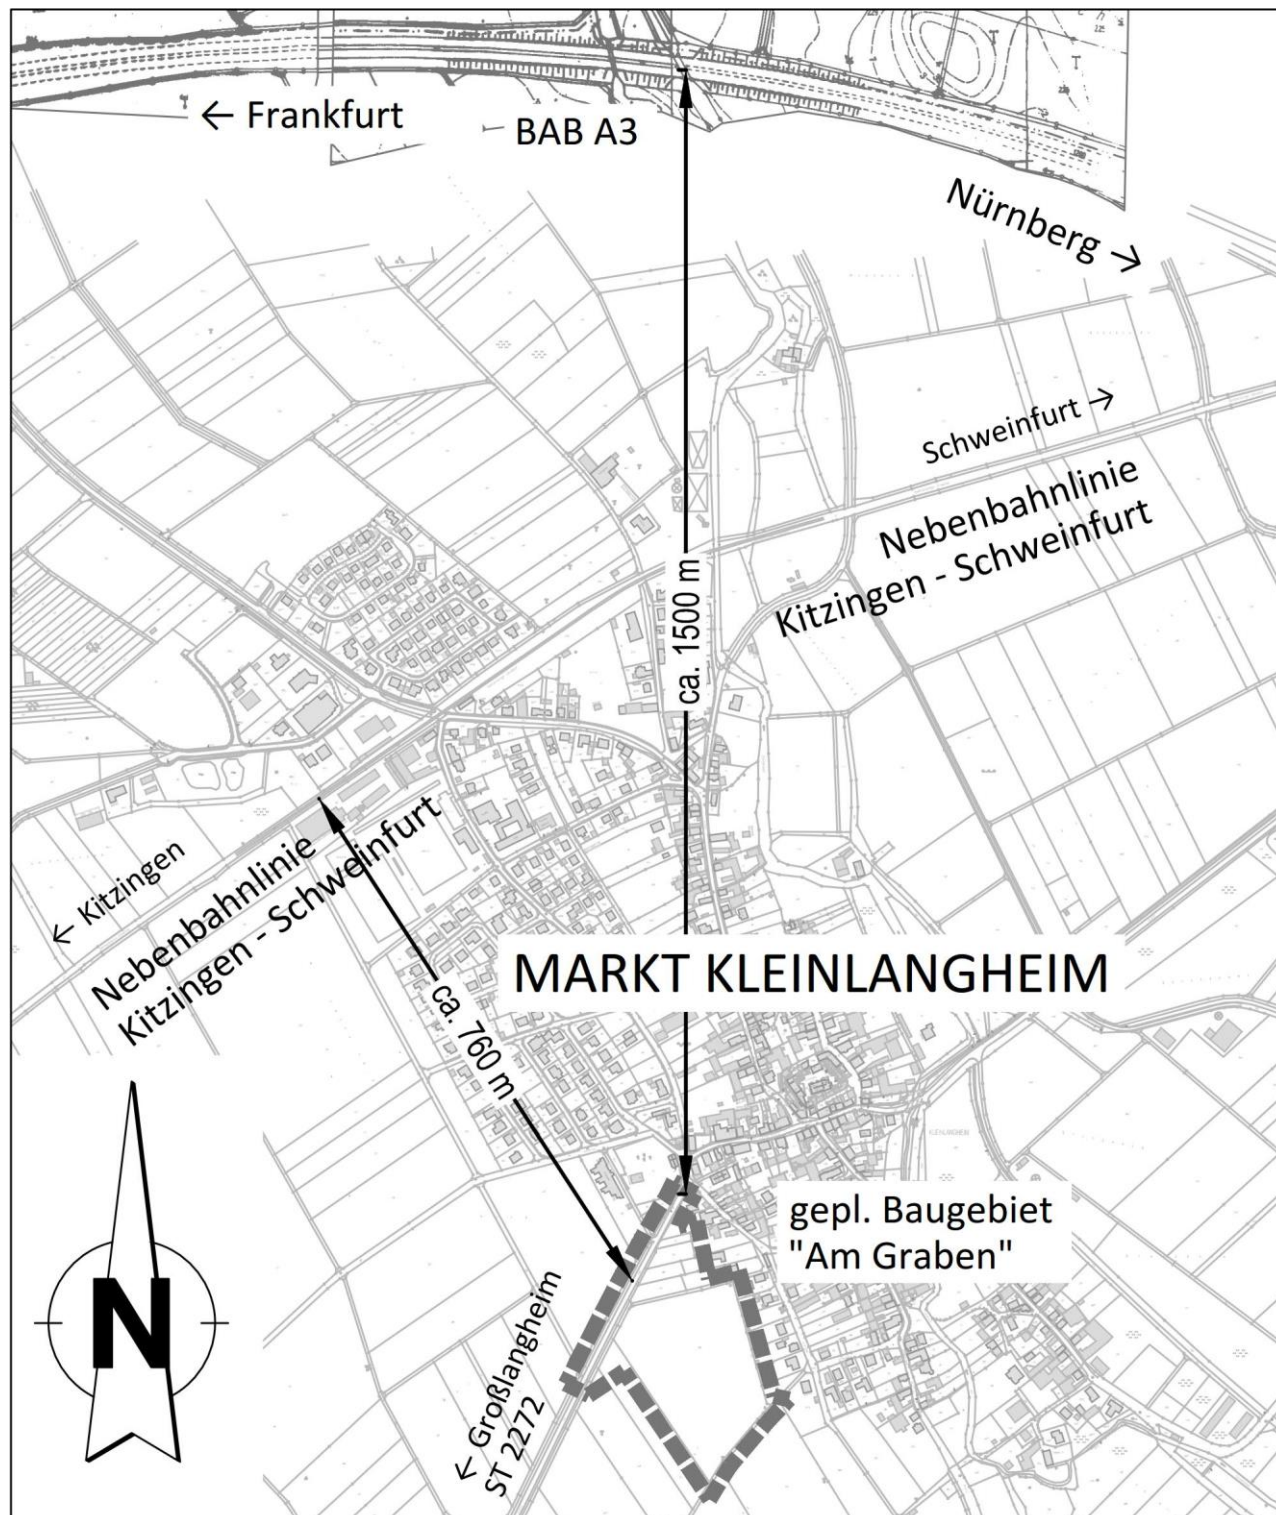 ← Frankfurt
BAB A3
Nürnberg →
Schweinfurt →
Nebenbahnlinie
Kitzingen - Schweinfurt
ca. 1500 m
← Kitzingen
Nebenbahnlinie
Kitzingen - Schweinfurt
ca. 760 m
MARKT KLEINLANGHEIM
KLEINLANGHEIM
gepl. Baugebiet
"Am Graben"
← Großlangheim
ST 2272
N